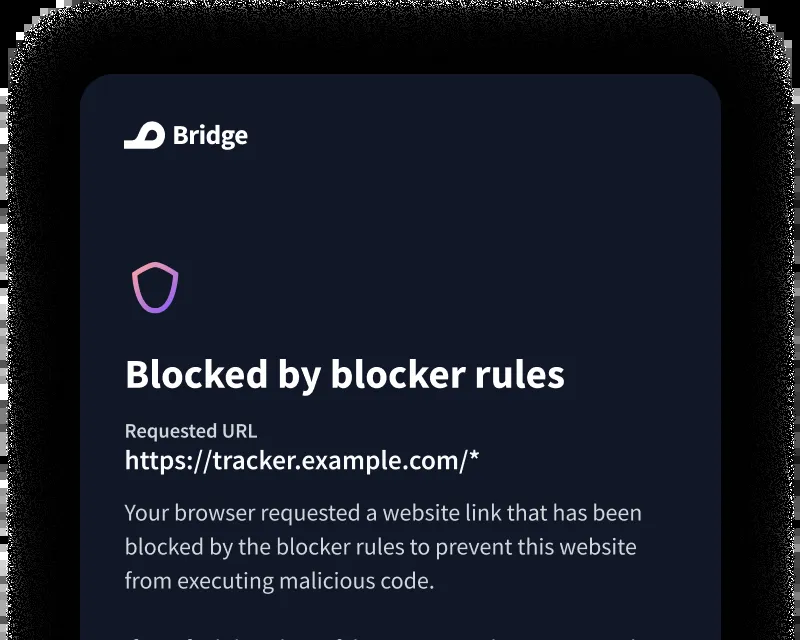 Bridge
Blocked by blocker rules
Requested URL
https://tracker.example.com/*
Your browser requested a website link that has been
blocked by the blocker rules to prevent this website
from executing malicious code.